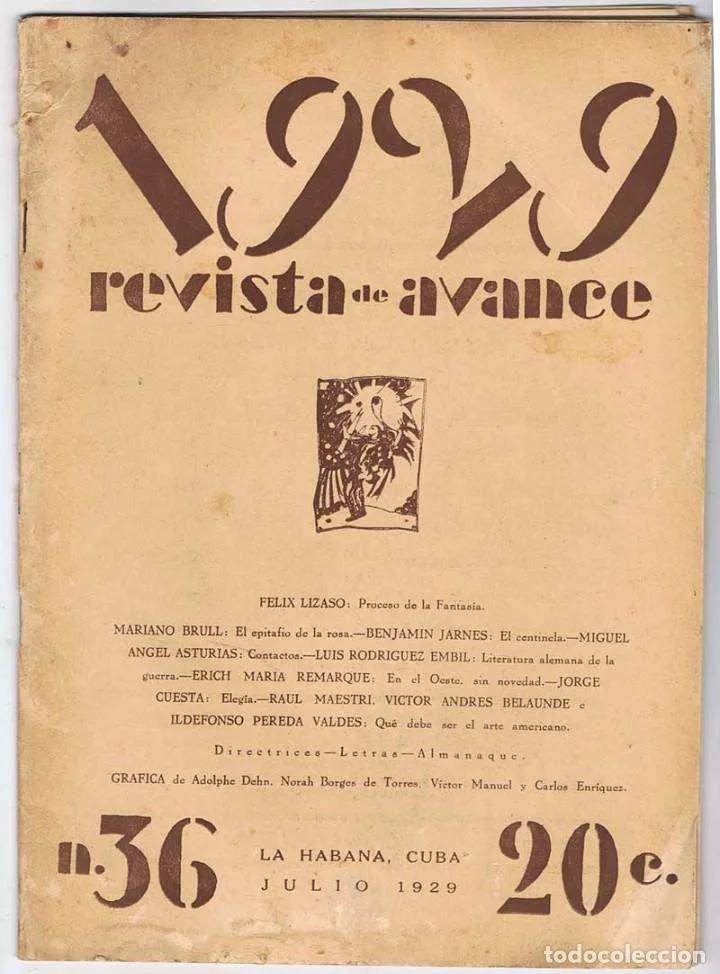 1929
revista de avance
FELIX LIZASO: Proceso de la Fantasía.
MARIANO BRULL: El epitafio de la rosa.—BENJAMIN JARNES: El centinela.—MIGUEL
ANGEL ASTURIAS: Contactos.—LUIS RODRIGUEZ EMBIL: Literatura alemana de la
guerra.—ERICH MARIA REMARQUE: En el Oeste, sin novedad.—JORGE
CUESTA: Elegía.—RAUL MAESTRI, VICTOR ANDRES BELAUNDE e
ILDEFONSO PEREDA VALDES: Qué debe ser el arte americano.
Directrices—Letras—Almanaque.
GRAFICA de Adolphe Dehn, Norah Borges de Torres, Víctor Manuel y Carlos Enríquez.
n.36 LA HABANA, CUBA 20c.
JULIO 1929
todocoleccion